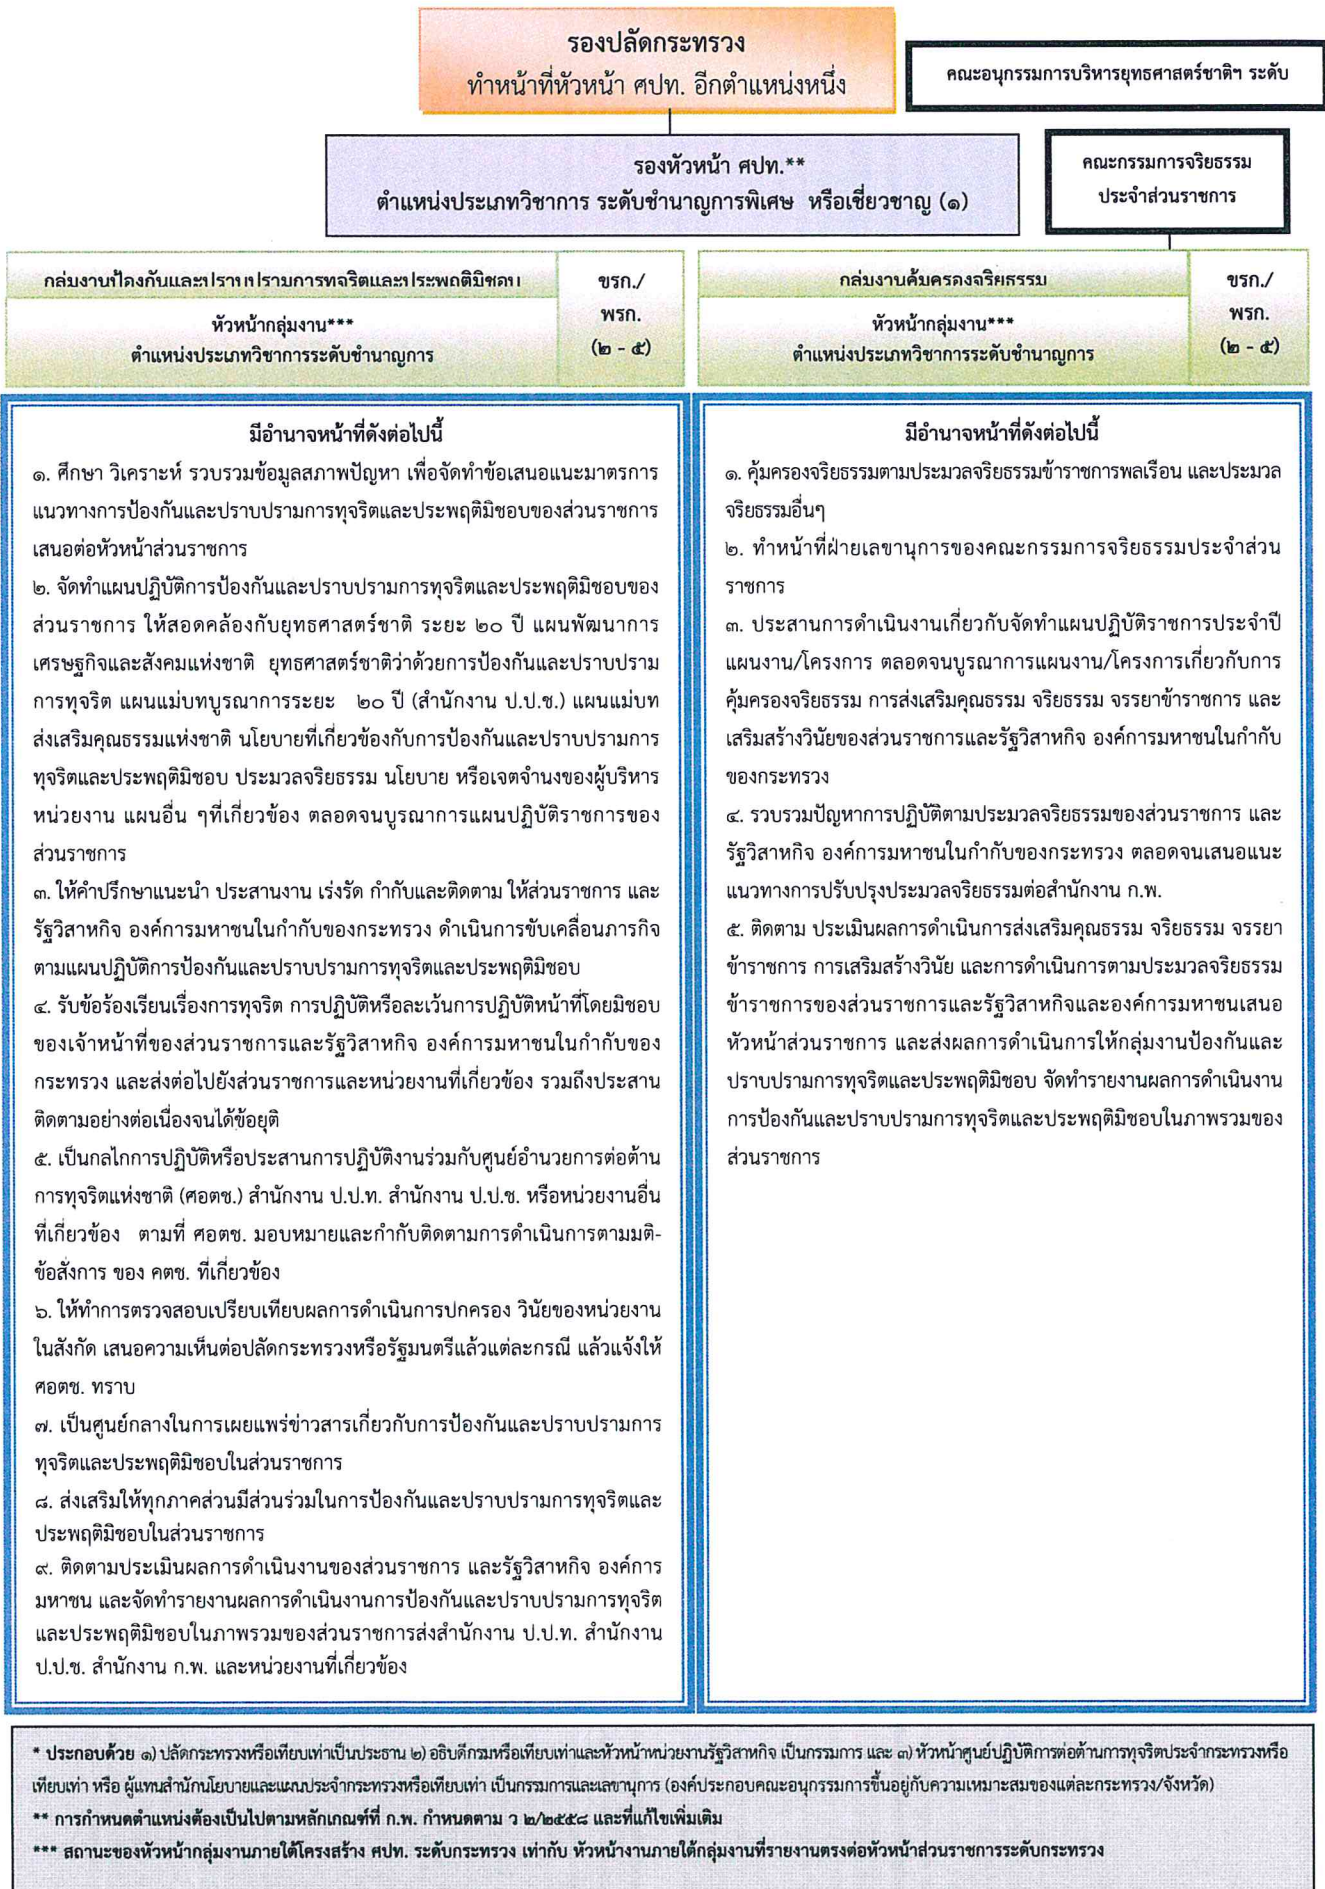 รองปลัดกระทรวง
ทำหน้าที่หัวหน้า ศปท. อีกตำแหน่งหนึ่ง
คณะอนุกรรมการบริหารยุทธศาสตร์ชาติฯ ระดับ
รองหัวหน้า ศปท.**
ตำแหน่งประเภทวิชาการ ระดับชำนาญการพิเศษ หรือเชี่ยวชาญ (๑)
คณะกรรมการจริยธรรม
ประจำส่วนราชการ
กลุ่มงานป้องกันและปราบปรามการทุจริตและประพฤติมิชอบ
หัวหน้ากลุ่มงาน***
ตำแหน่งประเภทวิชาการระดับชำนาญการ
ขรก./
พรก.
(๒ - ๕)
กลุ่มงานคุ้มครองจริยธรรม
หัวหน้ากลุ่มงาน***
ตำแหน่งประเภทวิชาการระดับชำนาญการ
ขรก./
พรก.
(๒ - ๕)
มีอำนาจหน้าที่ดังต่อไปนี้
๑. ศึกษา วิเคราะห์ รวบรวมข้อมูลสภาพปัญหา เพื่อจัดทำข้อเสนอแนะมาตรการ
แนวทางการป้องกันและปราบปรามการทุจริตและประพฤติมิชอบของส่วนราชการ
เสนอต่อหัวหน้าส่วนราชการ
๒. จัดทำแผนปฏิบัติการป้องกันและปราบปรามการทุจริตและประพฤติมิชอบของ
ส่วนราชการ ให้สอดคล้องกับยุทธศาสตร์ชาติ ระยะ ๒๐ ปี แผนพัฒนาการ
เศรษฐกิจและสังคมแห่งชาติ ยุทธศาสตร์ชาติว่าด้วยการป้องกันและปราบปราม
การทุจริต แผนแม่บทบูรณาการระยะ ๒๐ ปี (สำนักงาน ป.ป.ช.) แผนแม่บท
ส่งเสริมคุณธรรมแห่งชาติ นโยบายที่เกี่ยวข้องกับการป้องกันและปราบปรามการ
ทุจริตและประพฤติมิชอบ ประมวลจริยธรรม นโยบาย หรือเจตจำนงของผู้บริหาร
หน่วยงาน แผนอื่น ๆที่เกี่ยวข้อง ตลอดจนบูรณาการแผนปฏิบัติราชการของ
ส่วนราชการ
๓. ให้คำปรึกษาแนะนำ ประสานงาน เร่งรัด กำกับและติดตาม ให้ส่วนราชการ และ
รัฐวิสาหกิจ องค์การมหาชนในกำกับของกระทรวง ดำเนินการขับเคลื่อนภารกิจ
ตามแผนปฏิบัติการป้องกันและปราบปรามการทุจริตและประพฤติมิชอบ
๔. รับข้อร้องเรียนเรื่องการทุจริต การปฏิบัติหรือละเว้นการปฏิบัติหน้าที่โดยมิชอบ
ของเจ้าหน้าที่ของส่วนราชการและรัฐวิสาหกิจ องค์การมหาชนในกำกับของ
กระทรวง และส่งต่อไปยังส่วนราชการและหน่วยงานที่เกี่ยวข้อง รวมถึงประสาน
ติดตามอย่างต่อเนื่องจนได้ข้อยุติ
๕. เป็นกลไกการปฏิบัติหรือประสานการปฏิบัติงานร่วมกับศูนย์อำนวยการต่อต้าน
การทุจริตแห่งชาติ (ศอตช.) สำนักงาน ป.ป.ท. สำนักงาน ป.ป.ช. หรือหน่วยงานอื่น
ที่เกี่ยวข้อง ตามที่ ศอตช. มอบหมายและกำกับติดตามการดำเนินการตามมติ-
ข้อสั่งการ ของ คตช. ที่เกี่ยวข้อง
๖. ให้ทำการตรวจสอบเปรียบเทียบผลการดำเนินการปกครอง วินัยของหน่วยงาน
ในสังกัด เสนอความเห็นต่อปลัดกระทรวงหรือรัฐมนตรีแล้วแต่ละกรณี แล้วแจ้งให้
ศอตช. ทราบ
๗. เป็นศูนย์กลางในการเผยแพร่ข่าวสารเกี่ยวกับการป้องกันและปราบปรามการ
ทุจริตและประพฤติมิชอบในส่วนราชการ
๘. ส่งเสริมให้ทุกภาคส่วนมีส่วนร่วมในการป้องกันและปราบปรามการทุจริตและ
ประพฤติมิชอบในส่วนราชการ
๙. ติดตามประเมินผลการดำเนินงานของส่วนราชการ และรัฐวิสาหกิจ องค์การ
มหาชน และจัดทำรายงานผลการดำเนินงานการป้องกันและปราบปรามการทุจริต
และประพฤติมิชอบในภาพรวมของส่วนราชการส่งสำนักงาน ป.ป.ท. สำนักงาน
ป.ป.ช. สำนักงาน ก.พ. และหน่วยงานที่เกี่ยวข้อง
มีอำนาจหน้าที่ดังต่อไปนี้
๑. คุ้มครองจริยธรรมตามประมวลจริยธรรมข้าราชการพลเรือน และประมวล
จริยธรรมอื่นๆ
๒. ทำหน้าที่ฝ่ายเลขานุการของคณะกรรมการจริยธรรมประจำส่วน
ราชการ
๓. ประสานการดำเนินงานเกี่ยวกับจัดทำแผนปฏิบัติราชการประจำปี
แผนงาน/โครงการ ตลอดจนบูรณาการแผนงาน/โครงการเกี่ยวกับการ
คุ้มครองจริยธรรม การส่งเสริมคุณธรรม จริยธรรม จรรยาข้าราชการ และ
เสริมสร้างวินัยของส่วนราชการและรัฐวิสาหกิจ องค์การมหาชนในกำกับ
ของกระทรวง
๔. รวบรวมปัญหาการปฏิบัติตามประมวลจริยธรรมของส่วนราชการ และ
รัฐวิสาหกิจ องค์การมหาชนในกำกับของกระทรวง ตลอดจนเสนอแนะ
แนวทางการปรับปรุงประมวลจริยธรรมต่อสำนักงาน ก.พ.
๕. ติดตาม ประเมินผลการดำเนินการส่งเสริมคุณธรรม จริยธรรม จรรยา
ข้าราชการ การเสริมสร้างวินัย และการดำเนินการตามประมวลจริยธรรม
ข้าราชการของส่วนราชการและรัฐวิสาหกิจและองค์การมหาชนเสนอ
หัวหน้าส่วนราชการ และส่งผลการดำเนินการให้กลุ่มงานป้องกันและ
ปราบปรามการทุจริตและประพฤติมิชอบ จัดทำรายงานผลการดำเนินงาน
การป้องกันและปราบปรามการทุจริตและประพฤติมิชอบในภาพรวมของ
ส่วนราชการ
* ประกอบด้วย ๑) ปลัดกระทรวงหรือเทียบเท่าเป็นประธาน ๒) อธิบดีกรมหรือเทียบเท่าและหัวหน้าหน่วยงานรัฐวิสาหกิจ เป็นกรรมการ และ ๓) หัวหน้าศูนย์ปฏิบัติการต่อต้านการทุจริตประจำกระทรวงหรือ
เทียบเท่า หรือ ผู้แทนสำนักนโยบายและแผนประจำกระทรวงหรือเทียบเท่า เป็นกรรมการและเลขานุการ (องค์ประกอบคณะอนุกรรมการขึ้นอยู่กับความเหมาะสมของแต่ละกระทรวง/จังหวัด)
** การกำหนดตำแหน่งต้องเป็นไปตามหลักเกณฑ์ที่ ก.พ. กำหนดตาม ว ๒/๒๕๕๘ และที่แก้ไขเพิ่มเติม
*** สถานะของหัวหน้ากลุ่มงานภายใต้โครงสร้าง ศปท. ระดับกระทรวง เท่ากับ หัวหน้างานภายใต้กลุ่มงานที่รายงานตรงต่อหัวหน้าส่วนราชการระดับกระทรวง